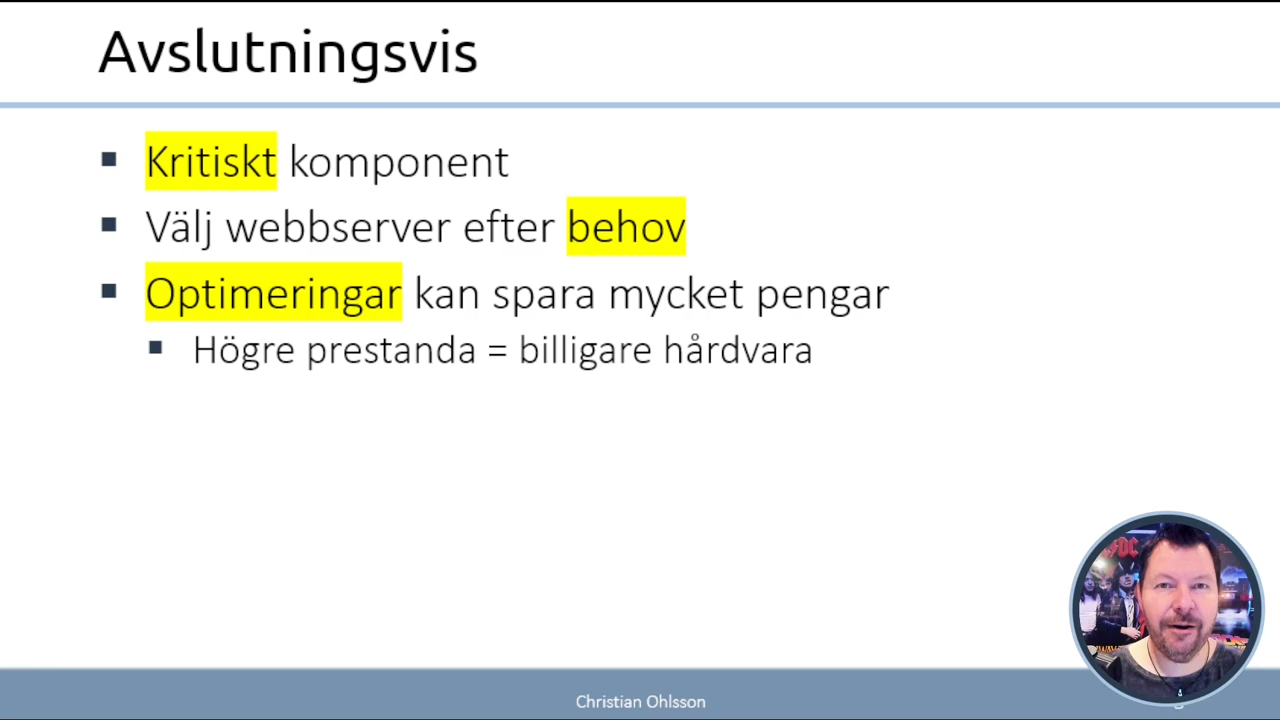 Avslutningsvis
Kritiskt komponent
Välj webbserver efter behov
Optimeringar kan spara mycket pengar
Högre prestanda = billigare hårdvara
Christian Ohlsson